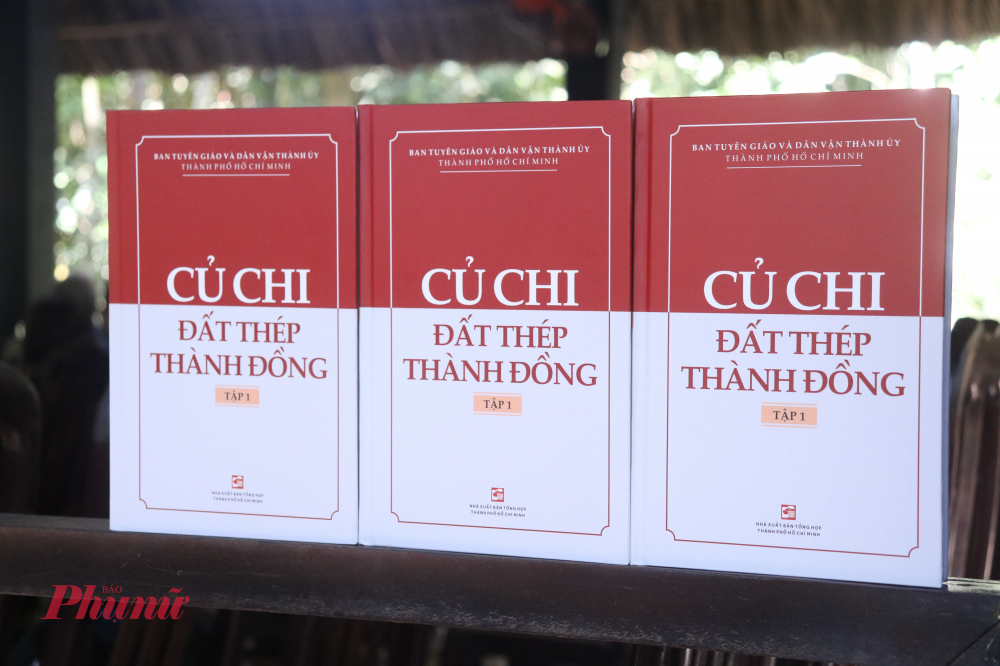 BAN TUYÊN GIÁO VÀ DÂN VẬN THÀNH ỦY
THÀNH PHỐ HỒ CHÍ MINH
CỦ CHI
ĐẤT THÉP
THÀNH ĐỒNG
TẬP 1
NHÀ XUẤT BẢN TỔNG HỢP
THÀNH PHỐ HỒ CHÍ MINH
BAN TUYÊN GIÁO VÀ DÂN VẬN THÀNH ỦY
THÀNH PHỐ HỒ CHÍ MINH
CỦ CHI
ĐẤT THÉP
THÀNH ĐỒNG
TẬP 1
NHÀ XUẤT BẢN TỔNG HỢP
THÀNH PHỐ HỒ CHÍ MINH
BAN TUYÊN GIÁO VÀ DÂN VẬN THÀNH ỦY
THÀNH PHỐ HỒ CHÍ MINH
CỦ CHI
ĐẤT THÉP
THÀNH ĐỒNG
TẬP 1
NHÀ XUẤT BẢN TỔNG HỢP
THÀNH PHỐ HỒ CHÍ MINH
BÁO
Phụ nữ